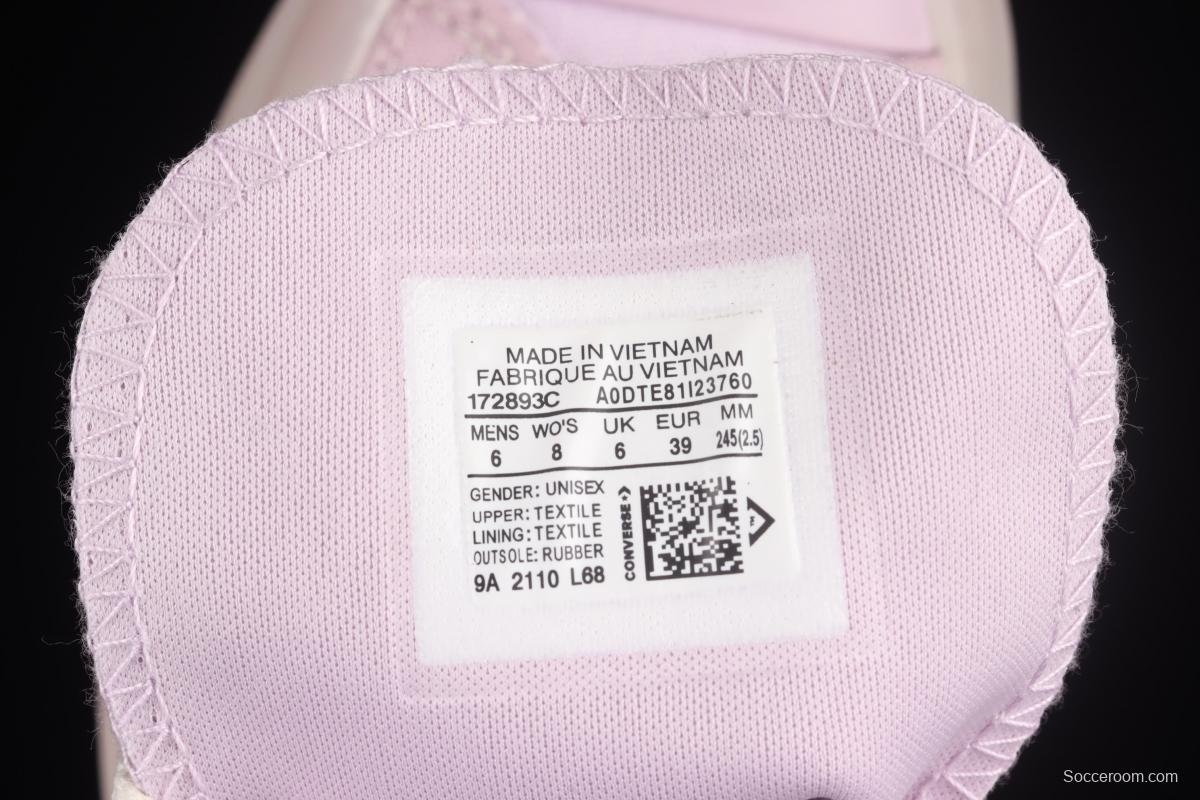 MADE IN VIETNAM
FABRIQUE AU VIETNAM
172893C A0DTE81I23760
MENS WO'S UK EUR MM
6 8 6 39 245(2.5)
GENDER: UNISEX
UPPER: TEXTILE
LINING: TEXTILE
OUTSOLE: RUBBER
9A 2110 L68
CONVERSE
TM
Socceroom.com